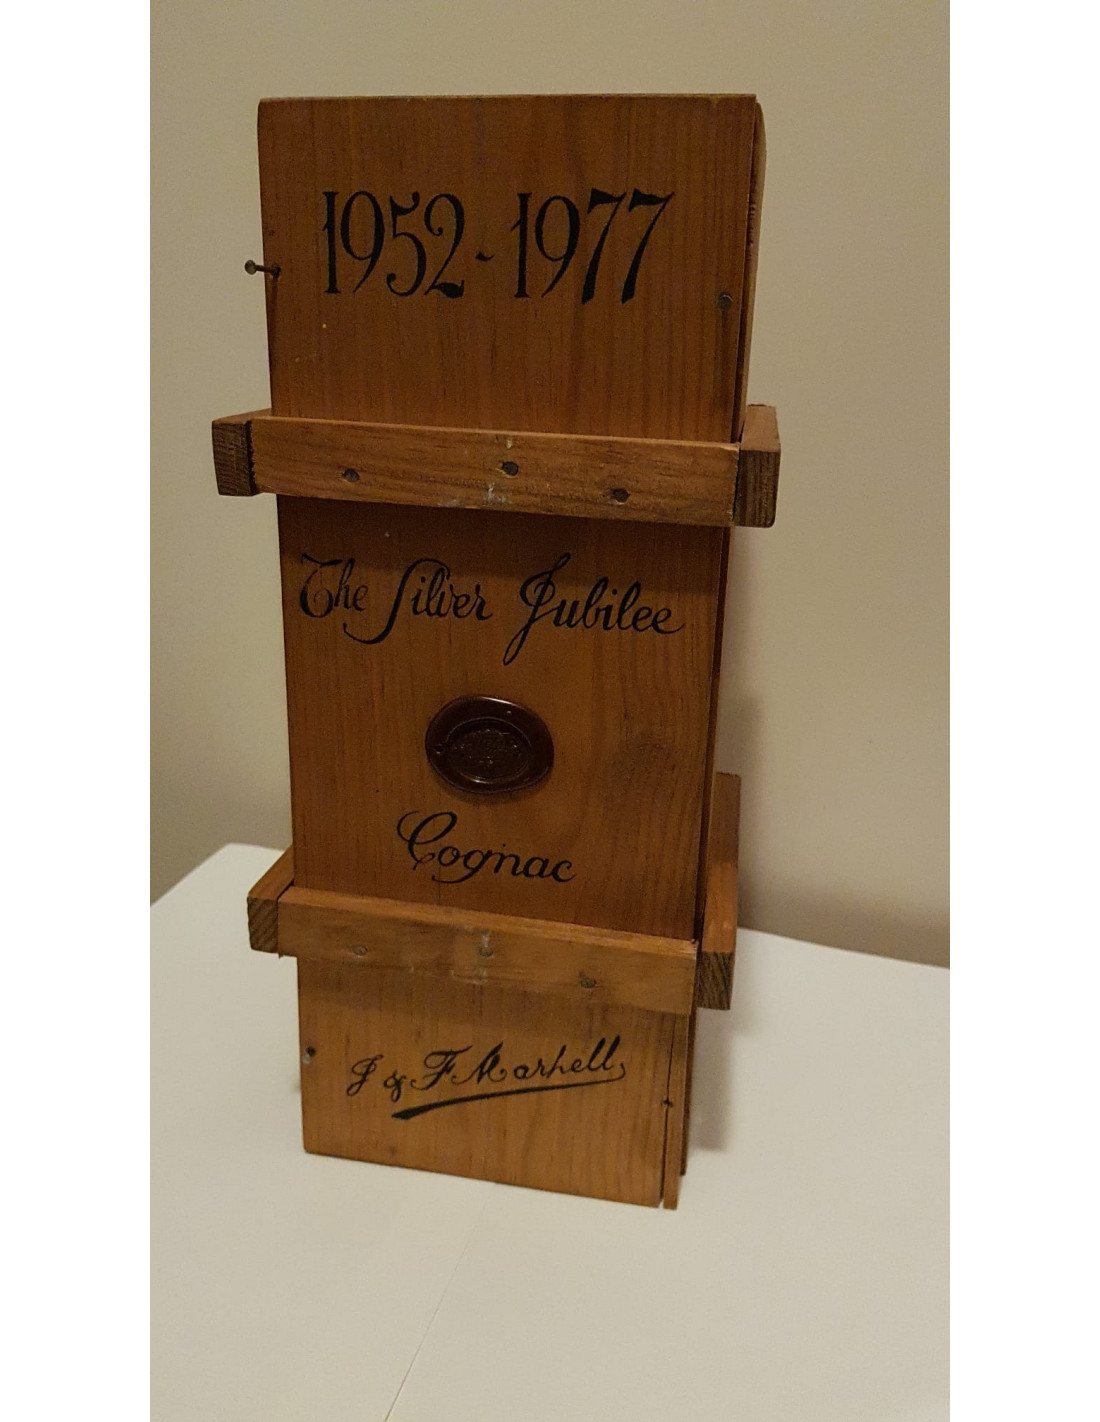 1952-1977
The Silver Jubilee
Cognac
J & F Martell